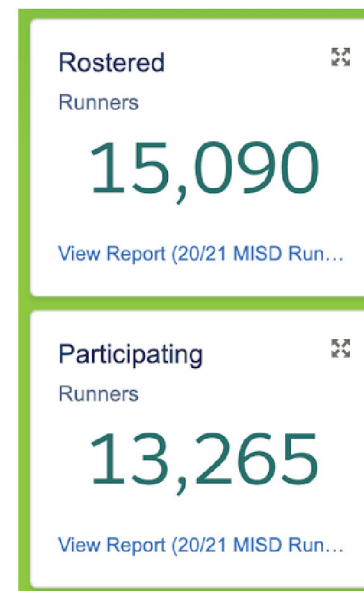 Rostered
Runners
15,090
View Report (20/21 MISD Run...
Participating
Runners
13,265
View Report (20/21 MISD Run...